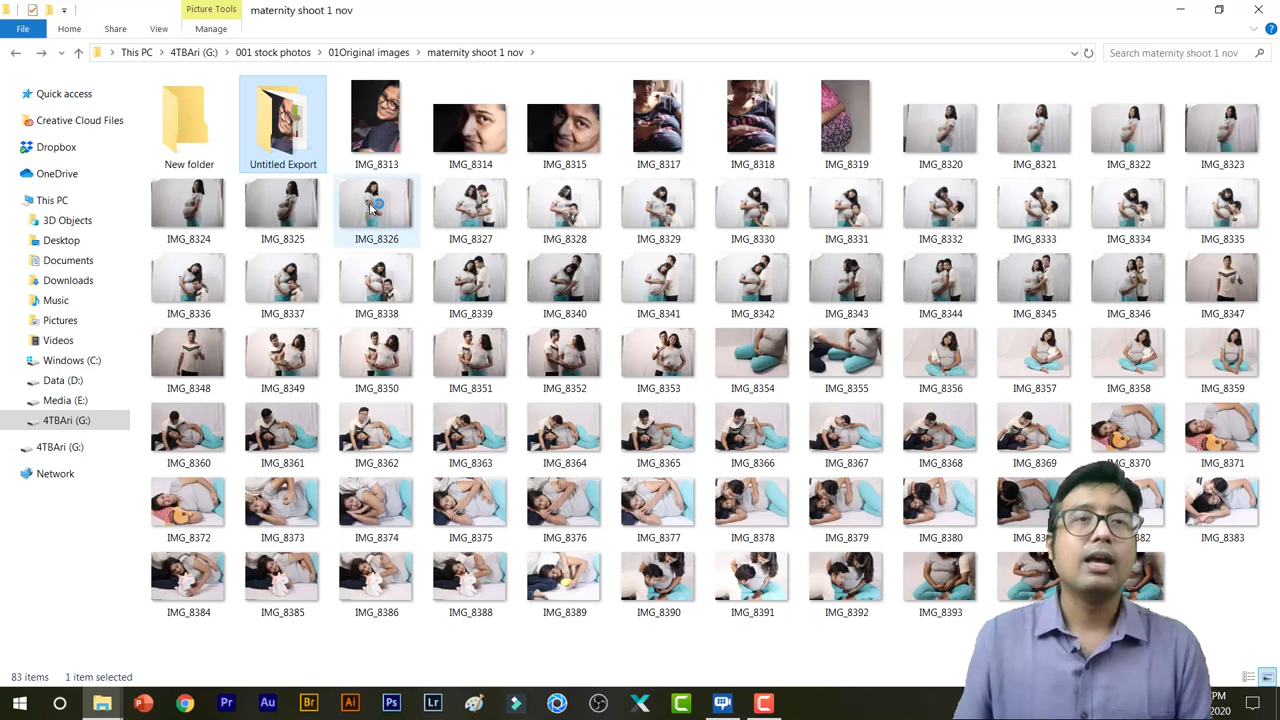 Picture Tools
maternity shoot 1 nov
File
Home
Share
View
Manage
This PC
4TBAri (G:)
001 stock photos
01Original images
maternity shoot 1 nov
Search maternity shoot 1 nov
Quick access
Creative Cloud Files
Dropbox
OneDrive
This PC
3D Objects
Desktop
Documents
Downloads
Music
Pictures
Videos
Windows (C:)
Data (D:)
Media (E:)
4TBAri (G:)
4TBAri (G:)
Network
New folder
Untitled Export
IMG_8313
IMG_8314
IMG_8315
IMG_8317
IMG_8318
IMG_8319
IMG_8320
IMG_8321
IMG_8322
IMG_8323
IMG_8324
IMG_8325
IMG_8326
IMG_8327
IMG_8328
IMG_8329
IMG_8330
IMG_8331
IMG_8332
IMG_8333
IMG_8334
IMG_8335
IMG_8336
IMG_8337
IMG_8338
IMG_8339
IMG_8340
IMG_8341
IMG_8342
IMG_8343
IMG_8344
IMG_8345
IMG_8346
IMG_8347
IMG_8348
IMG_8349
IMG_8350
IMG_8351
IMG_8352
IMG_8353
IMG_8354
IMG_8355
IMG_8356
IMG_8357
IMG_8358
IMG_8359
IMG_8360
IMG_8361
IMG_8362
IMG_8363
IMG_8364
IMG_8365
IMG_8366
IMG_8367
IMG_8368
IMG_8369
IMG_8370
IMG_8371
IMG_8372
IMG_8373
IMG_8374
IMG_8375
IMG_8376
IMG_8377
IMG_8378
IMG_8379
IMG_8380
382
IMG_8383
IMG_8384
IMG_8385
IMG_8386
IMG_8388
IMG_8389
IMG_8390
IMG_8391
IMG_8392
IMG_8393
83 items
1 item selected
Pr
Au
Br
Ai
Ps
Lr
PM
2020